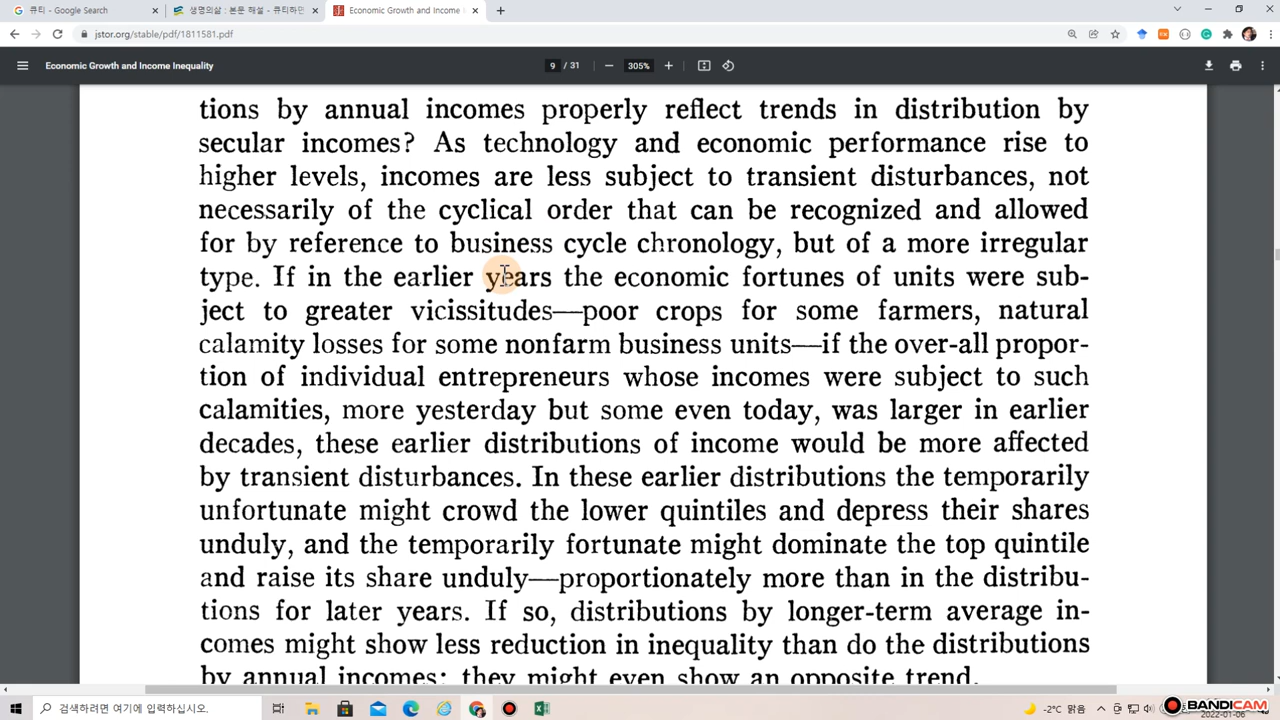 큐티 - Google Search
생명의삶 : 본문 해설 - 큐티하면
Economic Growth and Income In
jstor.org/stable/pdf/1811581.pdf
Economic Growth and Income Inequality
9 / 31
305%
tions by annual incomes properly reflect trends in distribution by
secular incomes? As technology and economic performance rise to
higher levels, incomes are less subject to transient disturbances, not
necessarily of the cyclical order that can be recognized and allowed
for by reference to business cycle chronology, but of a more irregular
type. If in the earlier years the economic fortunes of units were sub-
ject to greater vicissitudes—poor crops for some farmers, natural
calamity losses for some nonfarm business units—if the over-all propor-
tion of individual entrepreneurs whose incomes were subject to such
calamities, more yesterday but some even today, was larger in earlier
decades, these earlier distributions of income would be more affected
by transient disturbances. In these earlier distributions the temporarily
unfortunate might crowd the lower quintiles and depress their shares
unduly, and the temporarily fortunate might dominate the top quintile
and raise its share unduly—proportionately more than in the distribu-
tions for later years. If so, distributions by longer-term average in-
comes might show less reduction in inequality than do the distributions
by annual incomes; they might even show an opposite trend.
검색하려면 여기에 입력하십시오.
-2°C 맑음
BANDICAM
2022-01-06